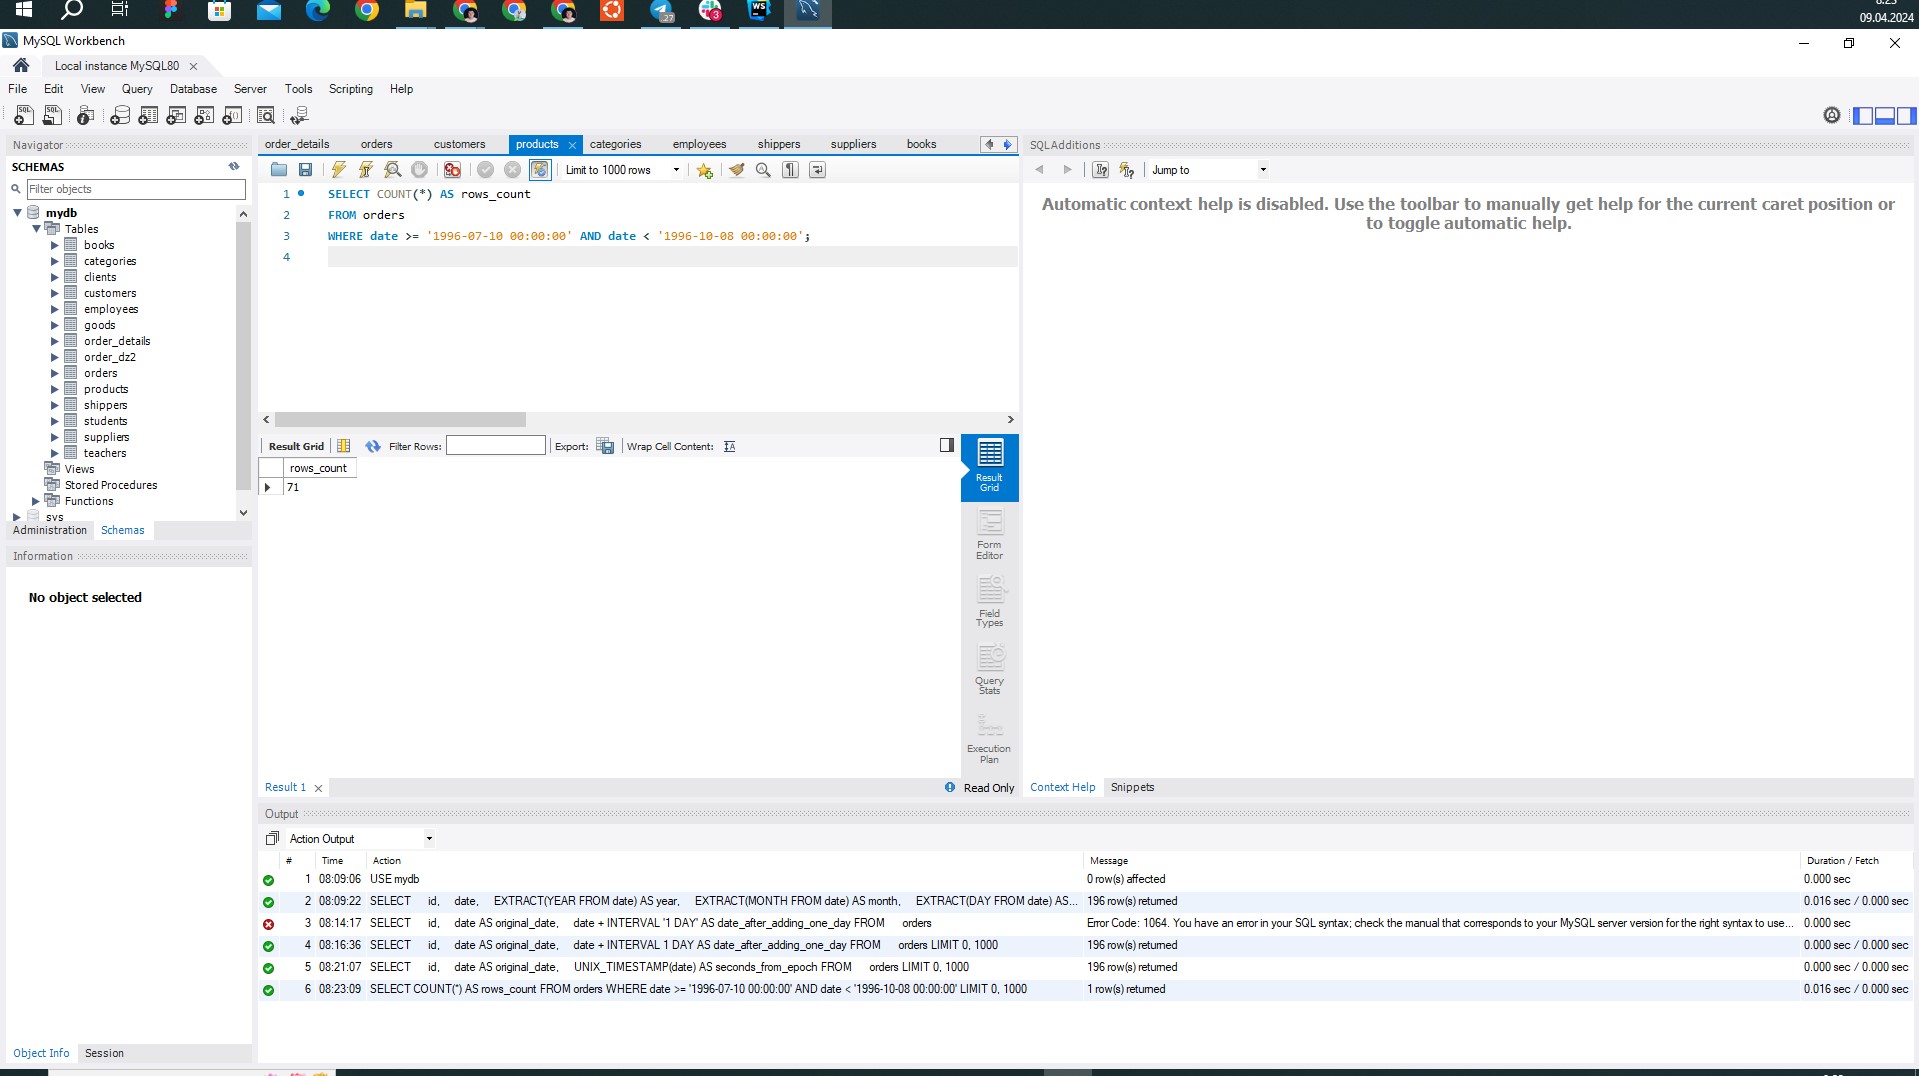 09.04.2024
MySQL Workbench
Local instance MySQL80
File Edit View Query Database Server Tools Scripting Help
Navigator
SCHEMAS
Filter objects
mydb
Tables
books
categories
clients
customers
employees
goods
order_details
order_dz2
orders
products
shippers
students
suppliers
teachers
Views
Stored Procedures
Functions
sys
Administration Schemas
Information
No object selected
Object Info Session
order_details orders customers products categories employees shippers suppliers books
Limit to 1000 rows
1 SELECT COUNT(*) AS rows_count
2 FROM orders
3 WHERE date >= '1996-07-10 00:00:00' AND date < '1996-10-08 00:00:00';
4
Result Grid Filter Rows: Export: Wrap Cell Content:
rows_count
71
Result Grid
Form Editor
Field Types
Query Stats
Execution Plan
Result 1 Read Only
SQLAdditions
Jump to
Automatic context help is disabled. Use the toolbar to manually get help for the current caret position or
to toggle automatic help.
Context Help Snippets
Output
Action Output
# Time Action Message Duration / Fetch
1 08:09:06 USE mydb 0 row(s) affected 0.000 sec
2 08:09:22 SELECT id, date, EXTRACT(YEAR FROM date) AS year, EXTRACT(MONTH FROM date) AS month, EXTRACT(DAY FROM date) AS... 196 row(s) returned 0.016 sec / 0.000 sec
3 08:14:17 SELECT id, date AS original_date, date + INTERVAL '1 DAY' AS date_after_adding_one_day FROM orders Error Code: 1064. You have an error in your SQL syntax; check the manual that corresponds to your MySQL server version for the right syntax to use... 0.000 sec
4 08:16:36 SELECT id, date AS original_date, date + INTERVAL 1 DAY AS date_after_adding_one_day FROM orders LIMIT 0, 1000 196 row(s) returned 0.000 sec / 0.000 sec
5 08:21:07 SELECT id, date AS original_date, UNIX_TIMESTAMP(date) AS seconds_from_epoch FROM orders LIMIT 0, 1000 196 row(s) returned 0.000 sec / 0.000 sec
6 08:23:09 SELECT COUNT(*) AS rows_count FROM orders WHERE date >= '1996-07-10 00:00:00' AND date < '1996-10-08 00:00:00' LIMIT 0, 1000 1 row(s) returned 0.016 sec / 0.000 sec